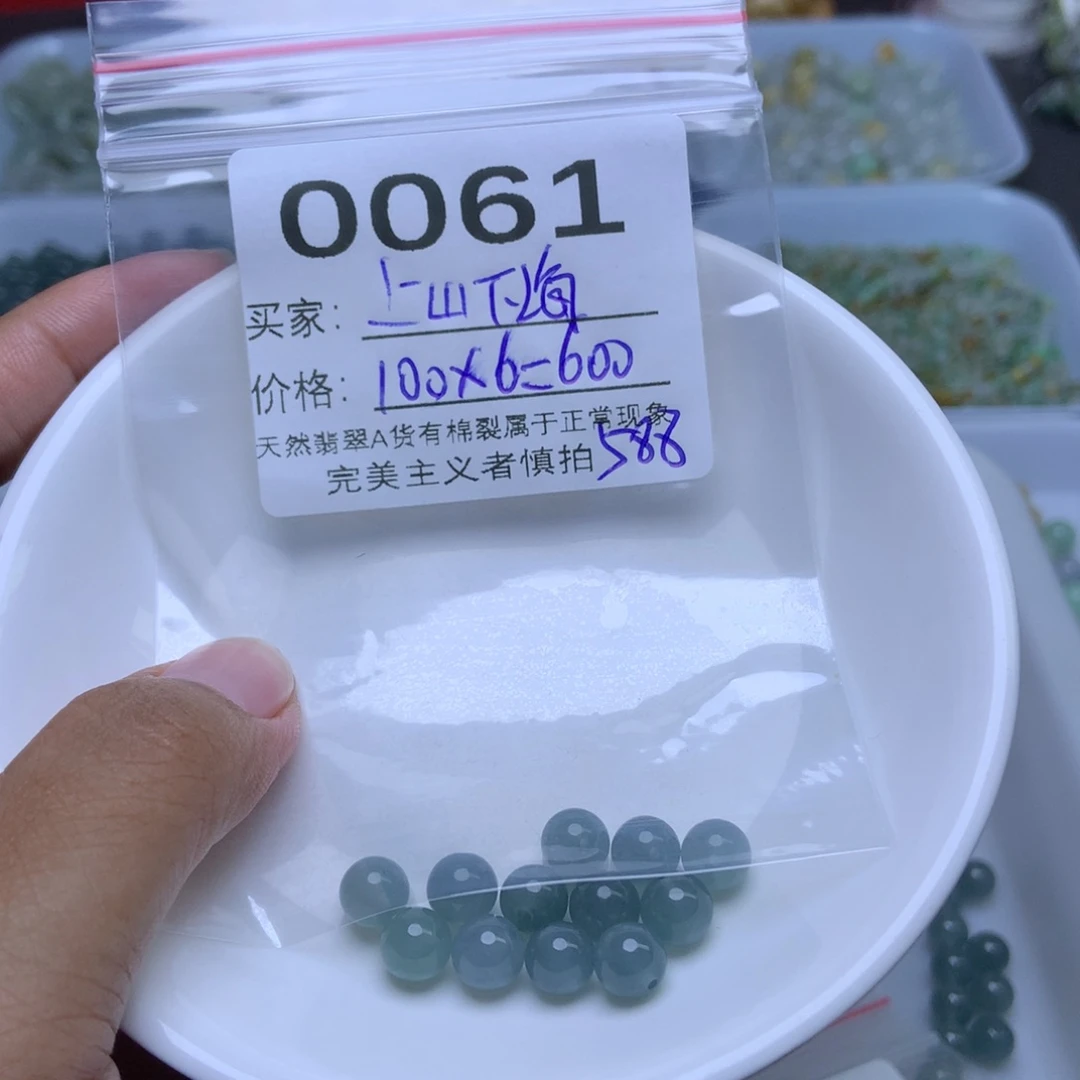 0061
买家: 上山下海
价格: 100×6=600
天然翡翠A货有棉裂属于正常现象
完美主义者慎拍 588